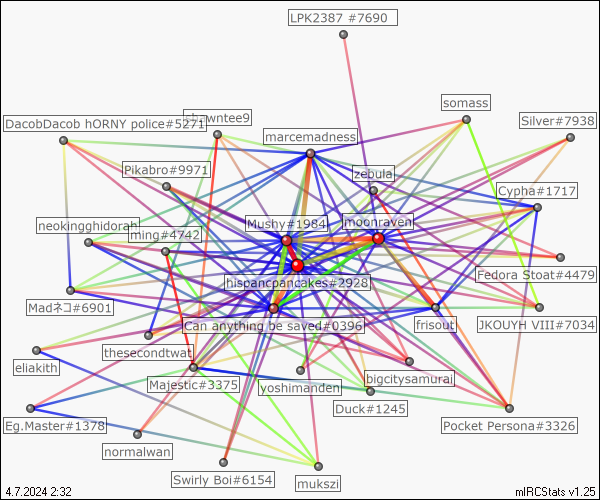 LPK2387 #7690
somass
shawntee9
DacobDacob hORNY police#5271
Silver#7938
marcemadness
Pikabro#9971
zebula
Cypha#1717
neokingghidorah
Mushy#1984
moonraven
ming#4742
Fedora Stoat#4479
hispancpancakes#2928
Madネコ#6901
Can anything be saved#0396
frisout
JKOUYH VIII#7034
thesecondtwat
eliakith
Majestic#3375
yoshimanden
bigcitysamurai
Duck#1245
Eg.Master#1378
Pocket Persona#3326
normalwan
Swirly Boi#6154
mukszi
4.7.2024 2:32
mIRCStats v1.25